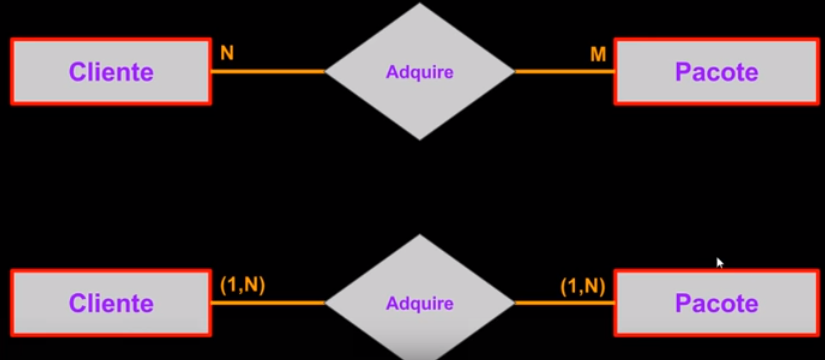 N M
Cliente Adquire Pacote
(1,N) (1,N)
Cliente Adquire Pacote